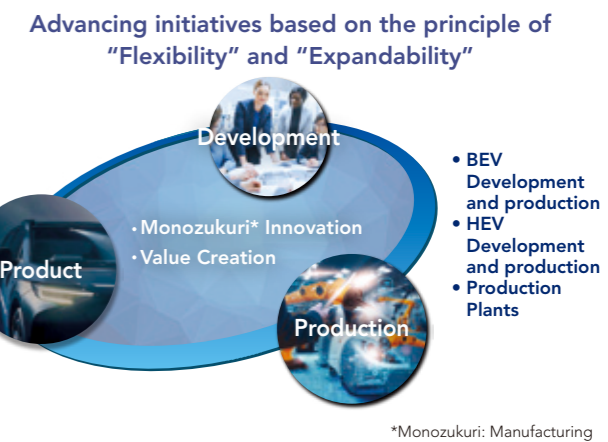 Advancing initiatives based on the principle of
“Flexibility” and “Expandability”
Development
• BEV
Development
and production
• HEV
Development
and production
• Production
Plants
・Monozukuri* Innovation
・Value Creation
Product
Production
*Monozukuri: Manufacturing